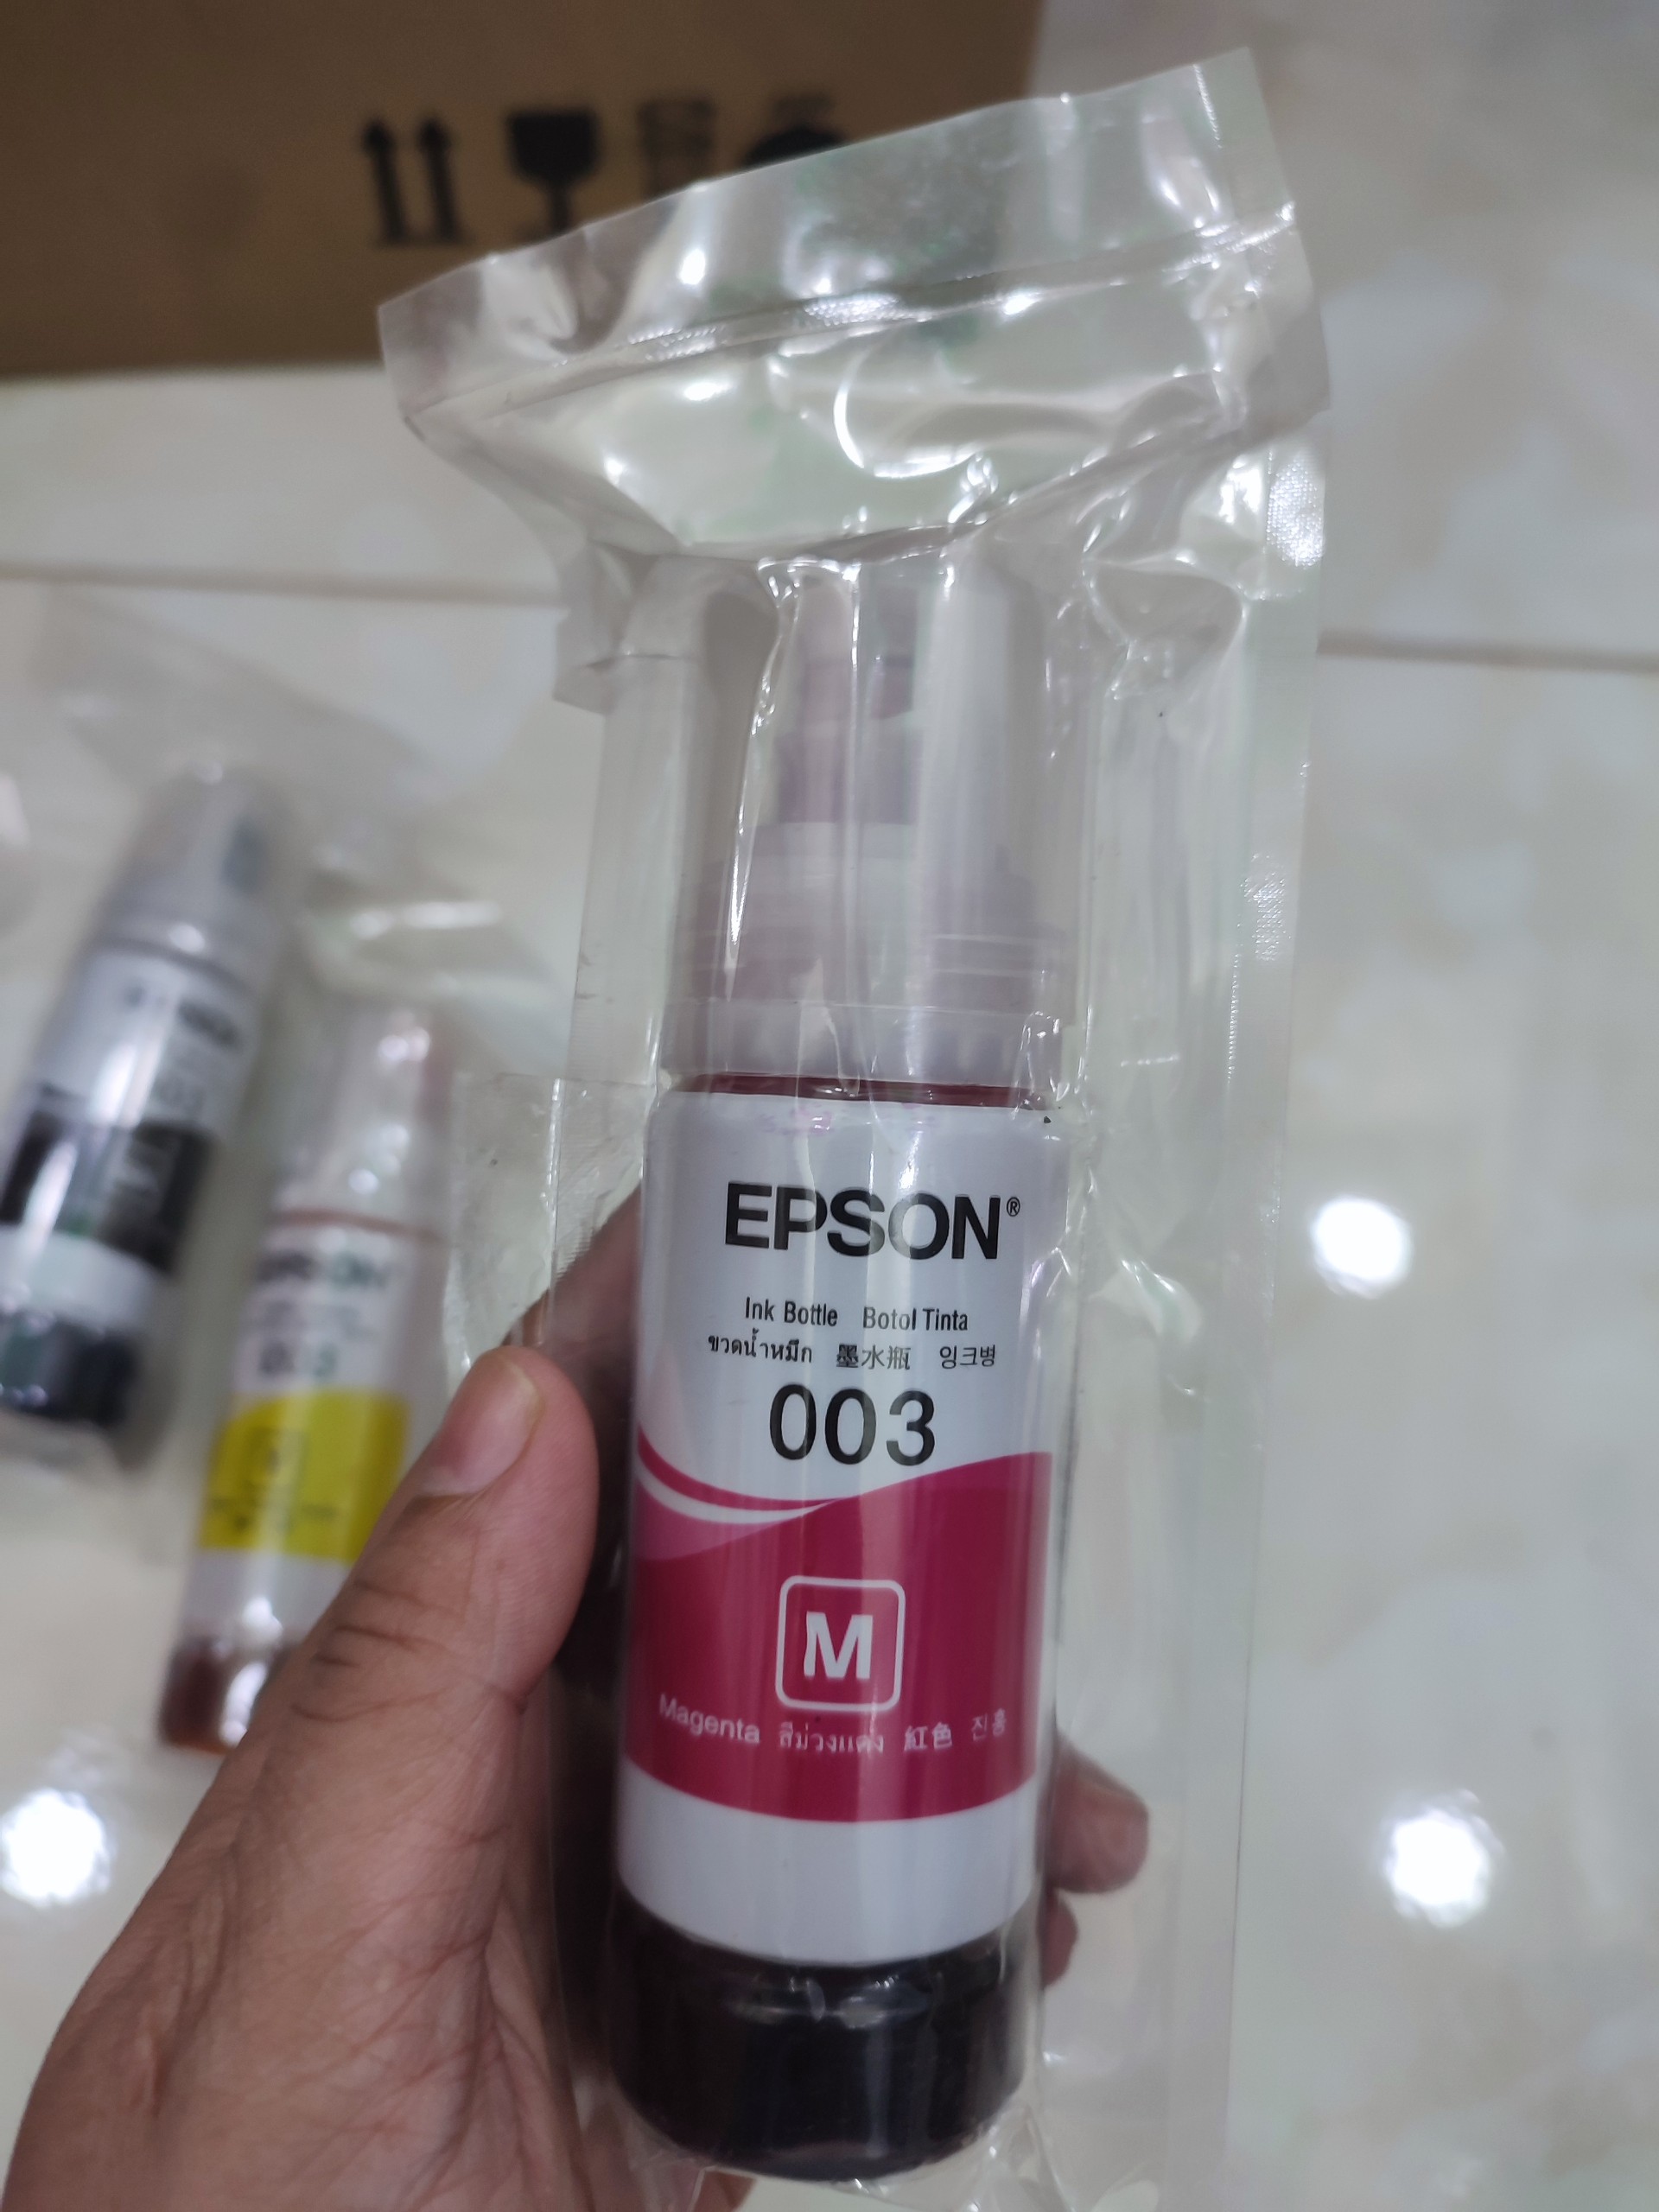 EPSON®
Ink Bottle Botol Tinta
ขวดน้ำหมึก 墨水瓶 잉크병
003
M
Magenta สีม่วงแดง 紅色 진홍
003